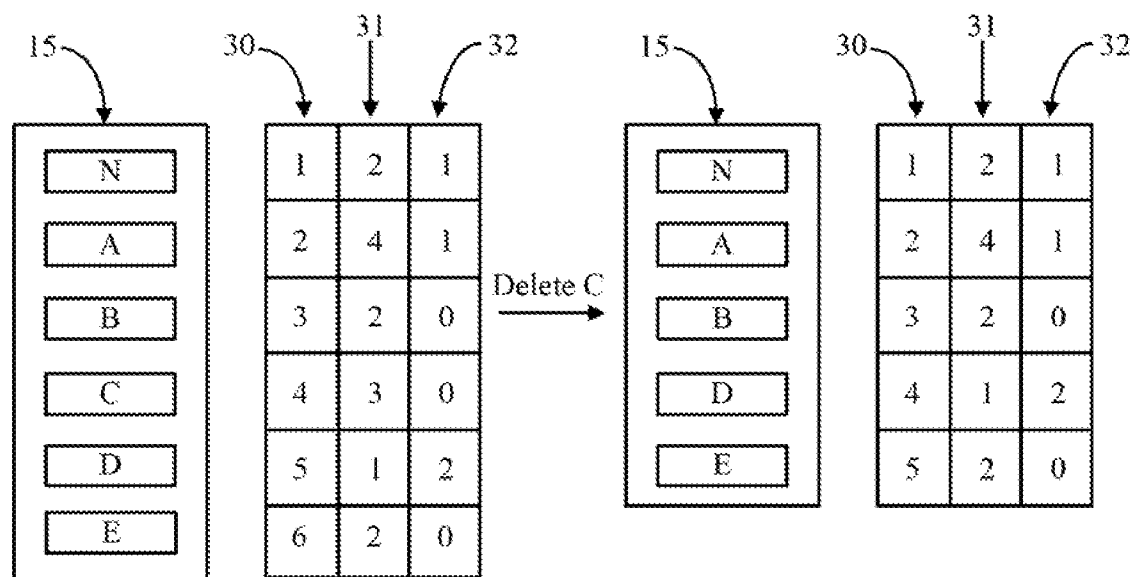 31 31
15 30 32 15 30 32
N 1 2 1 N 1 2 1
A 2 4 1 A 2 4 1
Delete C
B 3 2 0 B 3 2 0
C 4 3 0 D 4 1 2
D 5 1 2 E 5 2 0
E 6 2 0